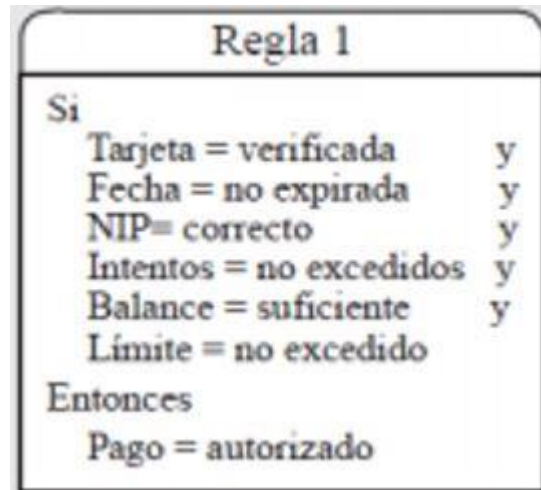 Regla 1
Si
Tarjeta = verificada y
Fecha = no expirada y
NIP= correcto y
Intentos = no excedidos y
Balance = suficiente y
Límite = no excedido
Entonces
Pago = autorizado